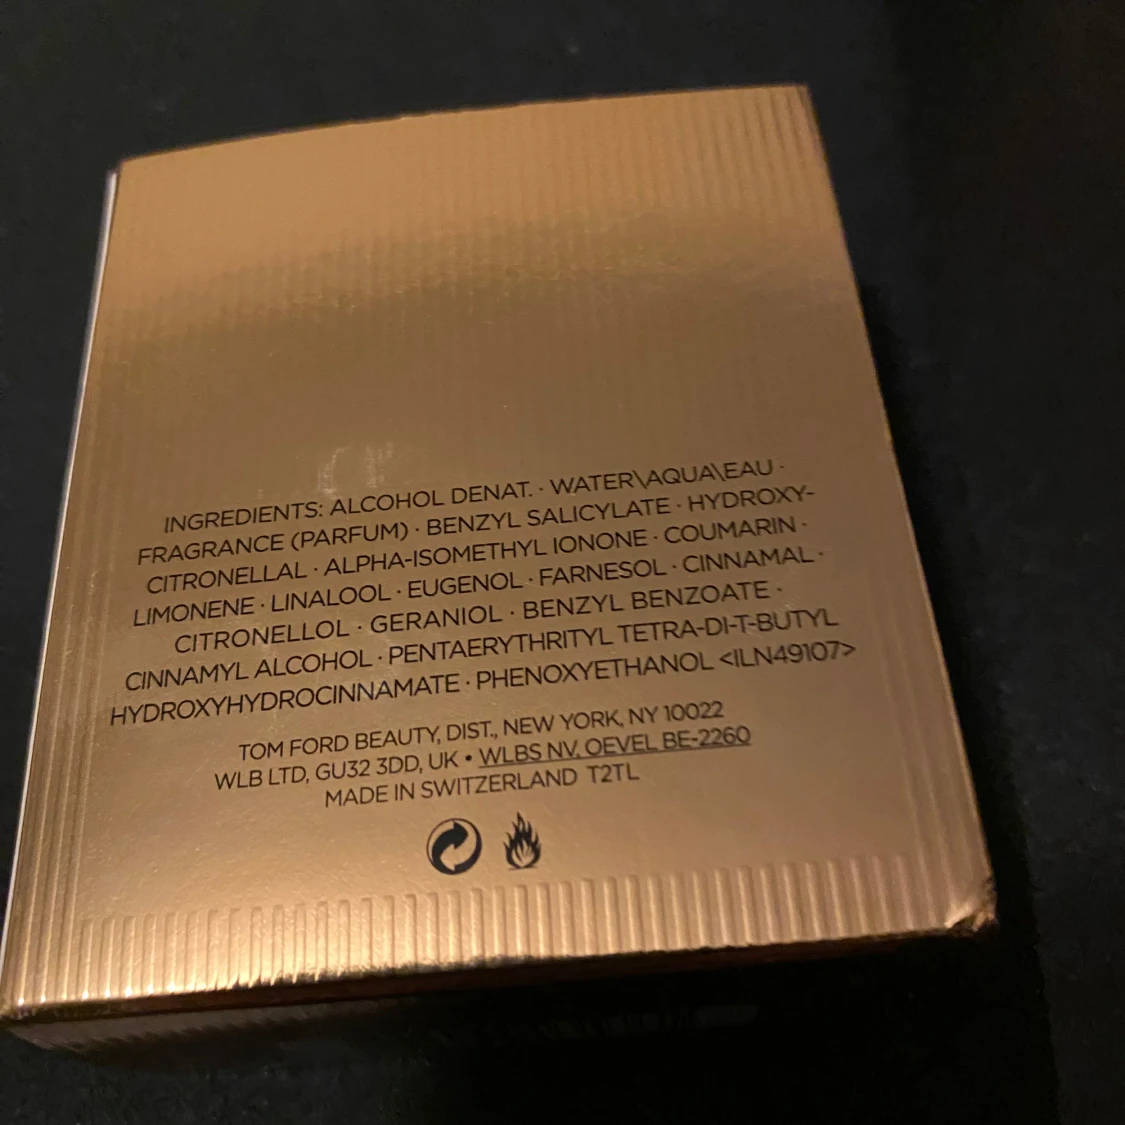 INGREDIENTS: ALCOHOL DENAT. · WATER\AQUA\EAU ·
FRAGRANCE (PARFUM) · BENZYL SALICYLATE · HYDROXY-
CITRONELLAL · ALPHA-ISOMETHYL IONONE · COUMARIN ·
LIMONENE · LINALOOL · EUGENOL · FARNESOL · CINNAMAL ·
CITRONELLOL · GERANIOL · BENZYL BENZOATE ·
CINNAMYL ALCOHOL · PENTAERYTHRITYL TETRA-DI-T-BUTYL
HYDROXYHYDROCINNAMATE · PHENOXYETHANOL <ILN49107>
TOM FORD BEAUTY, DIST., NEW YORK, NY 10022
WLB LTD, GU32 3DD, UK • WLBS NV, OEVEL BE-2260
MADE IN SWITZERLAND T2TL